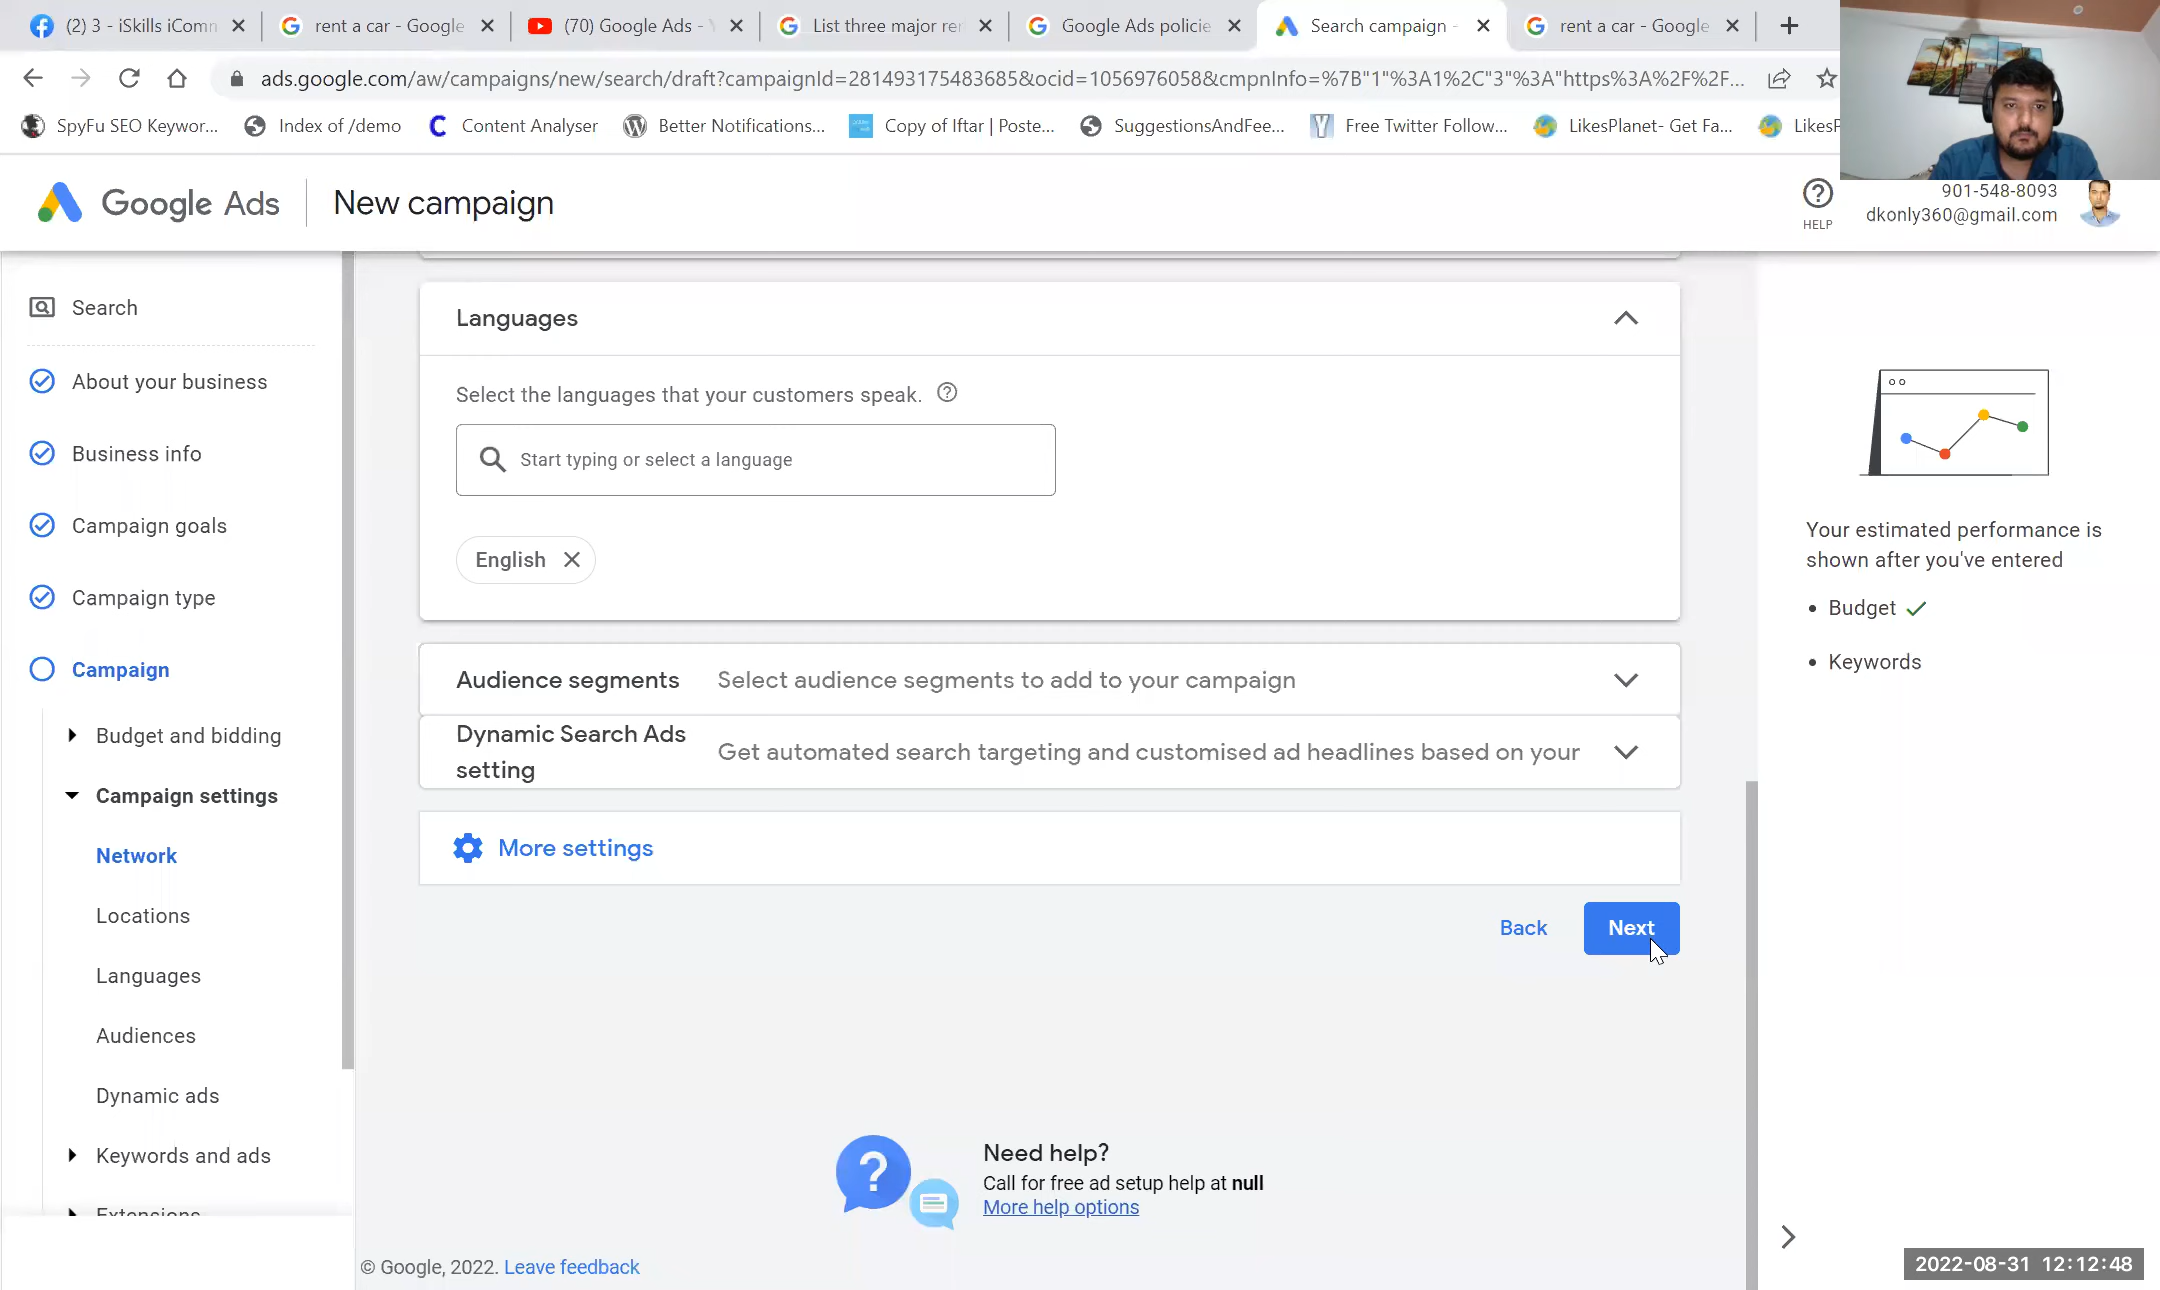 (2) 3 - iSkills iComm
rent a car - Google
(70) Google Ads -
List three major re
Google Ads policie
Search campaign -
rent a car - Google
ads.google.com/aw/campaigns/new/search/draft?campaignId=281493175483685&ocid=1056976058&cmpnInfo=%7B"1"%3A1%2C"3"%3A"https%3A%2F%2F...
SpyFu SEO Keywor...
Index of /demo
Content Analyser
Better Notifications...
Copy of Iftar | Poste...
SuggestionsAndFee...
Free Twitter Follow...
LikesPlanet- Get Fa...
LikesP
Google Ads
New campaign
HELP
901-548-8093
dkonly360@gmail.com
Search
About your business
Business info
Campaign goals
Campaign type
Campaign
Budget and bidding
Campaign settings
Network
Locations
Languages
Audiences
Dynamic ads
Keywords and ads
Extensions
Languages
Select the languages that your customers speak.
Start typing or select a language
English
Audience segments
Select audience segments to add to your campaign
Dynamic Search Ads
setting
Get automated search targeting and customised ad headlines based on your
More settings
Back
Next
Need help?
Call for free ad setup help at null
More help options
© Google, 2022. Leave feedback
Your estimated performance is
shown after you've entered
• Budget
• Keywords
2022-08-31 12:12:48